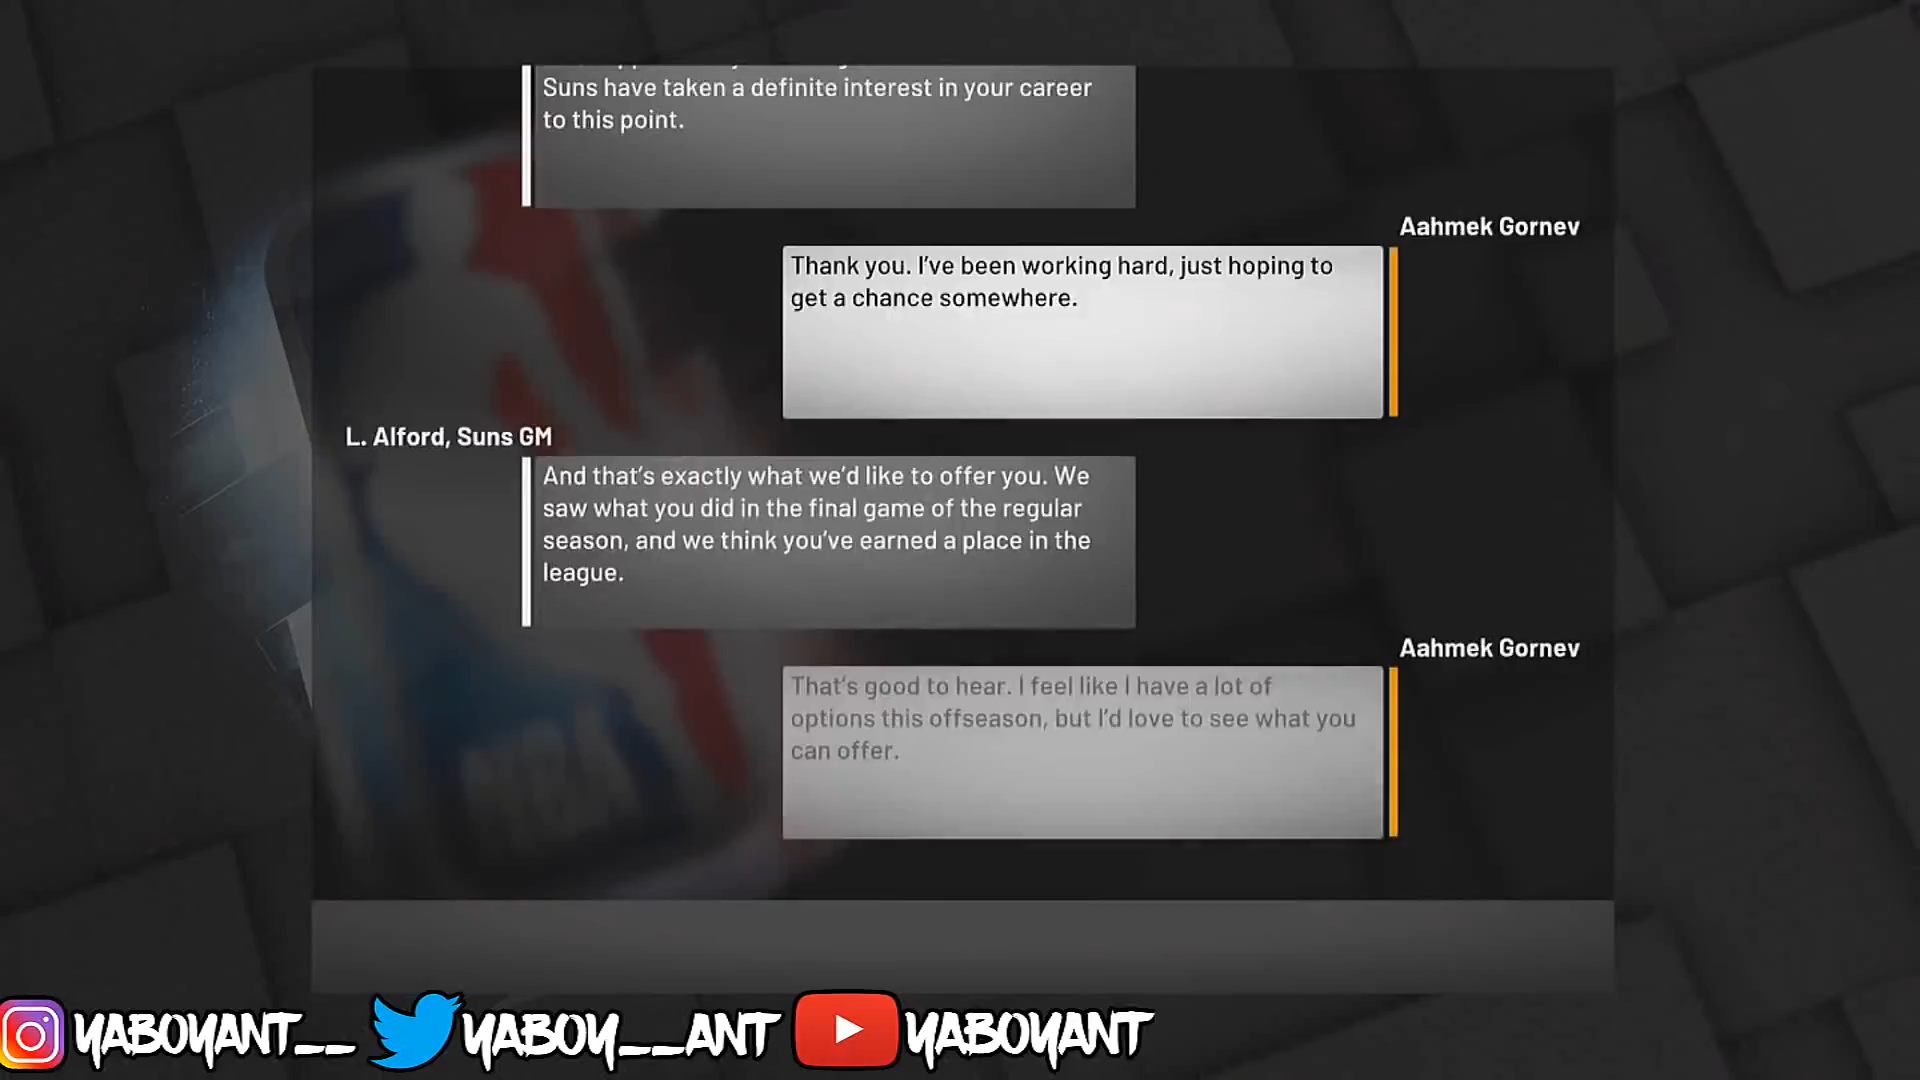 Suns have taken a definite interest in your career
to this point.
Aahmek Gornev
Thank you. I've been working hard, just hoping to
get a chance somewhere.
L. Alford, Suns GM
And that's exactly what we'd like to offer you. We
saw what you did in the final game of the regular
season, and we think you've earned a place in the
league.
Aahmek Gornev
That's good to hear. I feel like I have a lot of
options this offseason, but I'd love to see what you
can offer.
NBA
YABOYANT__ YABOY__ANT YABOYANT